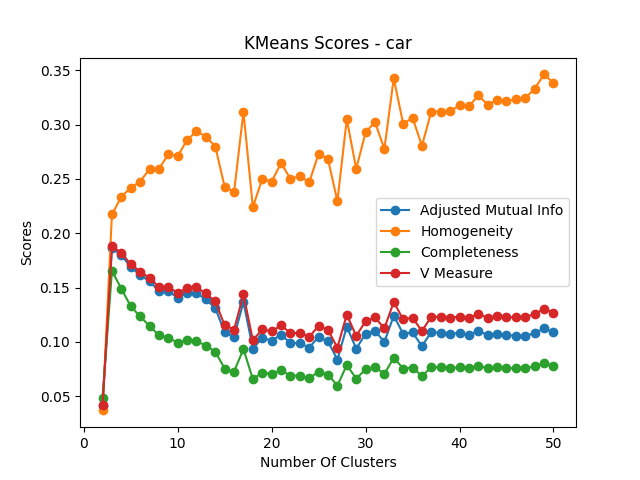 KMeans Scores - car
Scores
0.35
0.30
0.25
0.20
0.15
0.10
0.05
Adjusted Mutual Info
Homogeneity
Completeness
V Measure
0 10 20 30 40 50
Number Of Clusters